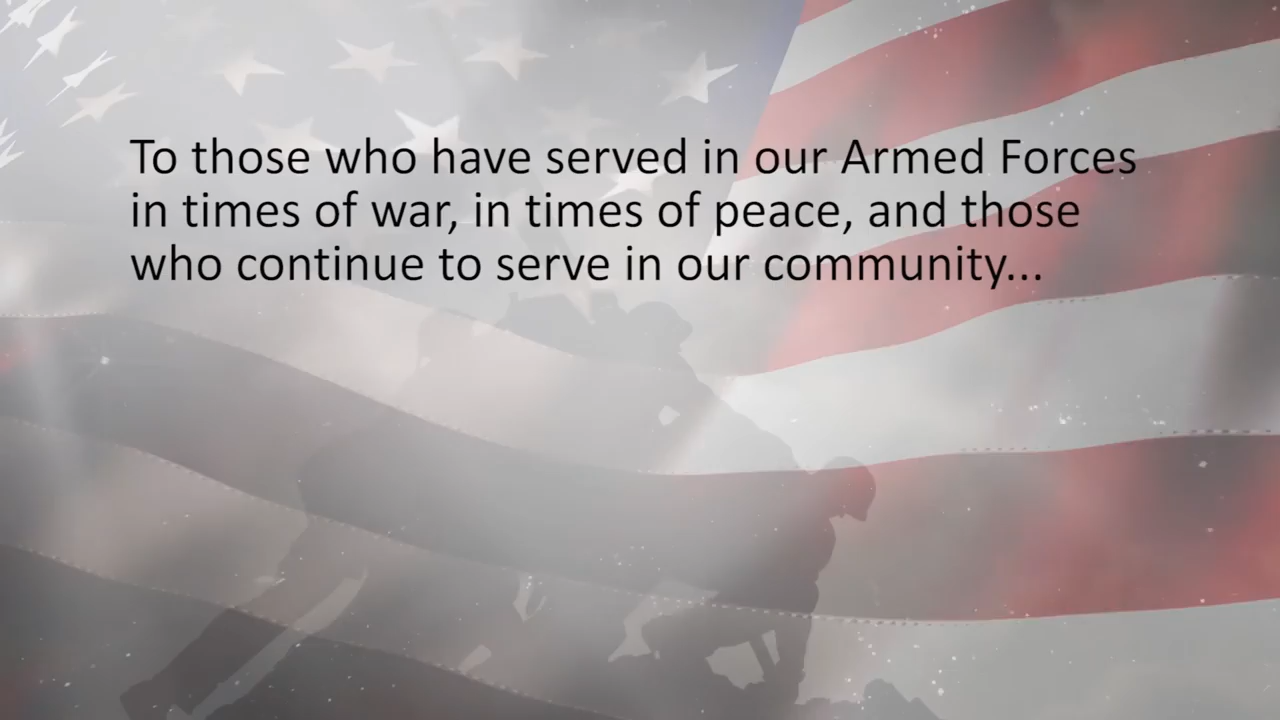 To those who have served in our Armed Forces
in times of war, in times of peace, and those
who continue to serve in our community...